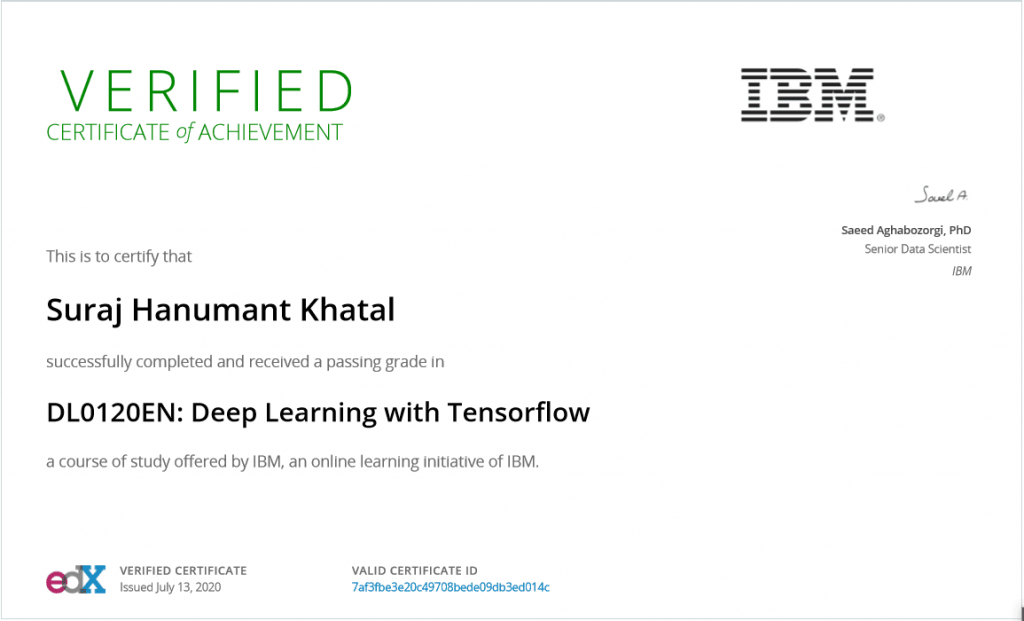 VERIFIED
CERTIFICATE of ACHIEVEMENT
IBM®
Saeed Aghabozorgi, PhD
Senior Data Scientist
IBM
This is to certify that
Suraj Hanumant Khatal
successfully completed and received a passing grade in
DL0120EN: Deep Learning with Tensorflow
a course of study offered by IBM, an online learning initiative of IBM.
edX
VERIFIED CERTIFICATE
Issued July 13, 2020
VALID CERTIFICATE ID
7af3fbe3e20c49708bede09db3ed014c